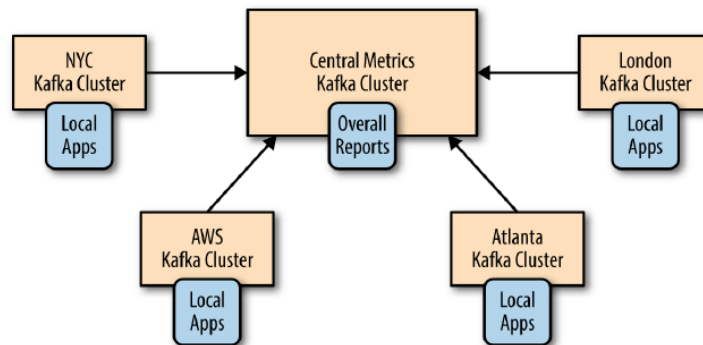 NYC
Kafka Cluster
Local
Apps
Central Metrics
Kafka Cluster
Overall
Reports
London
Kafka Cluster
Local
Apps
AWS
Kafka Cluster
Local
Apps
Atlanta
Kafka Cluster
Local
Apps